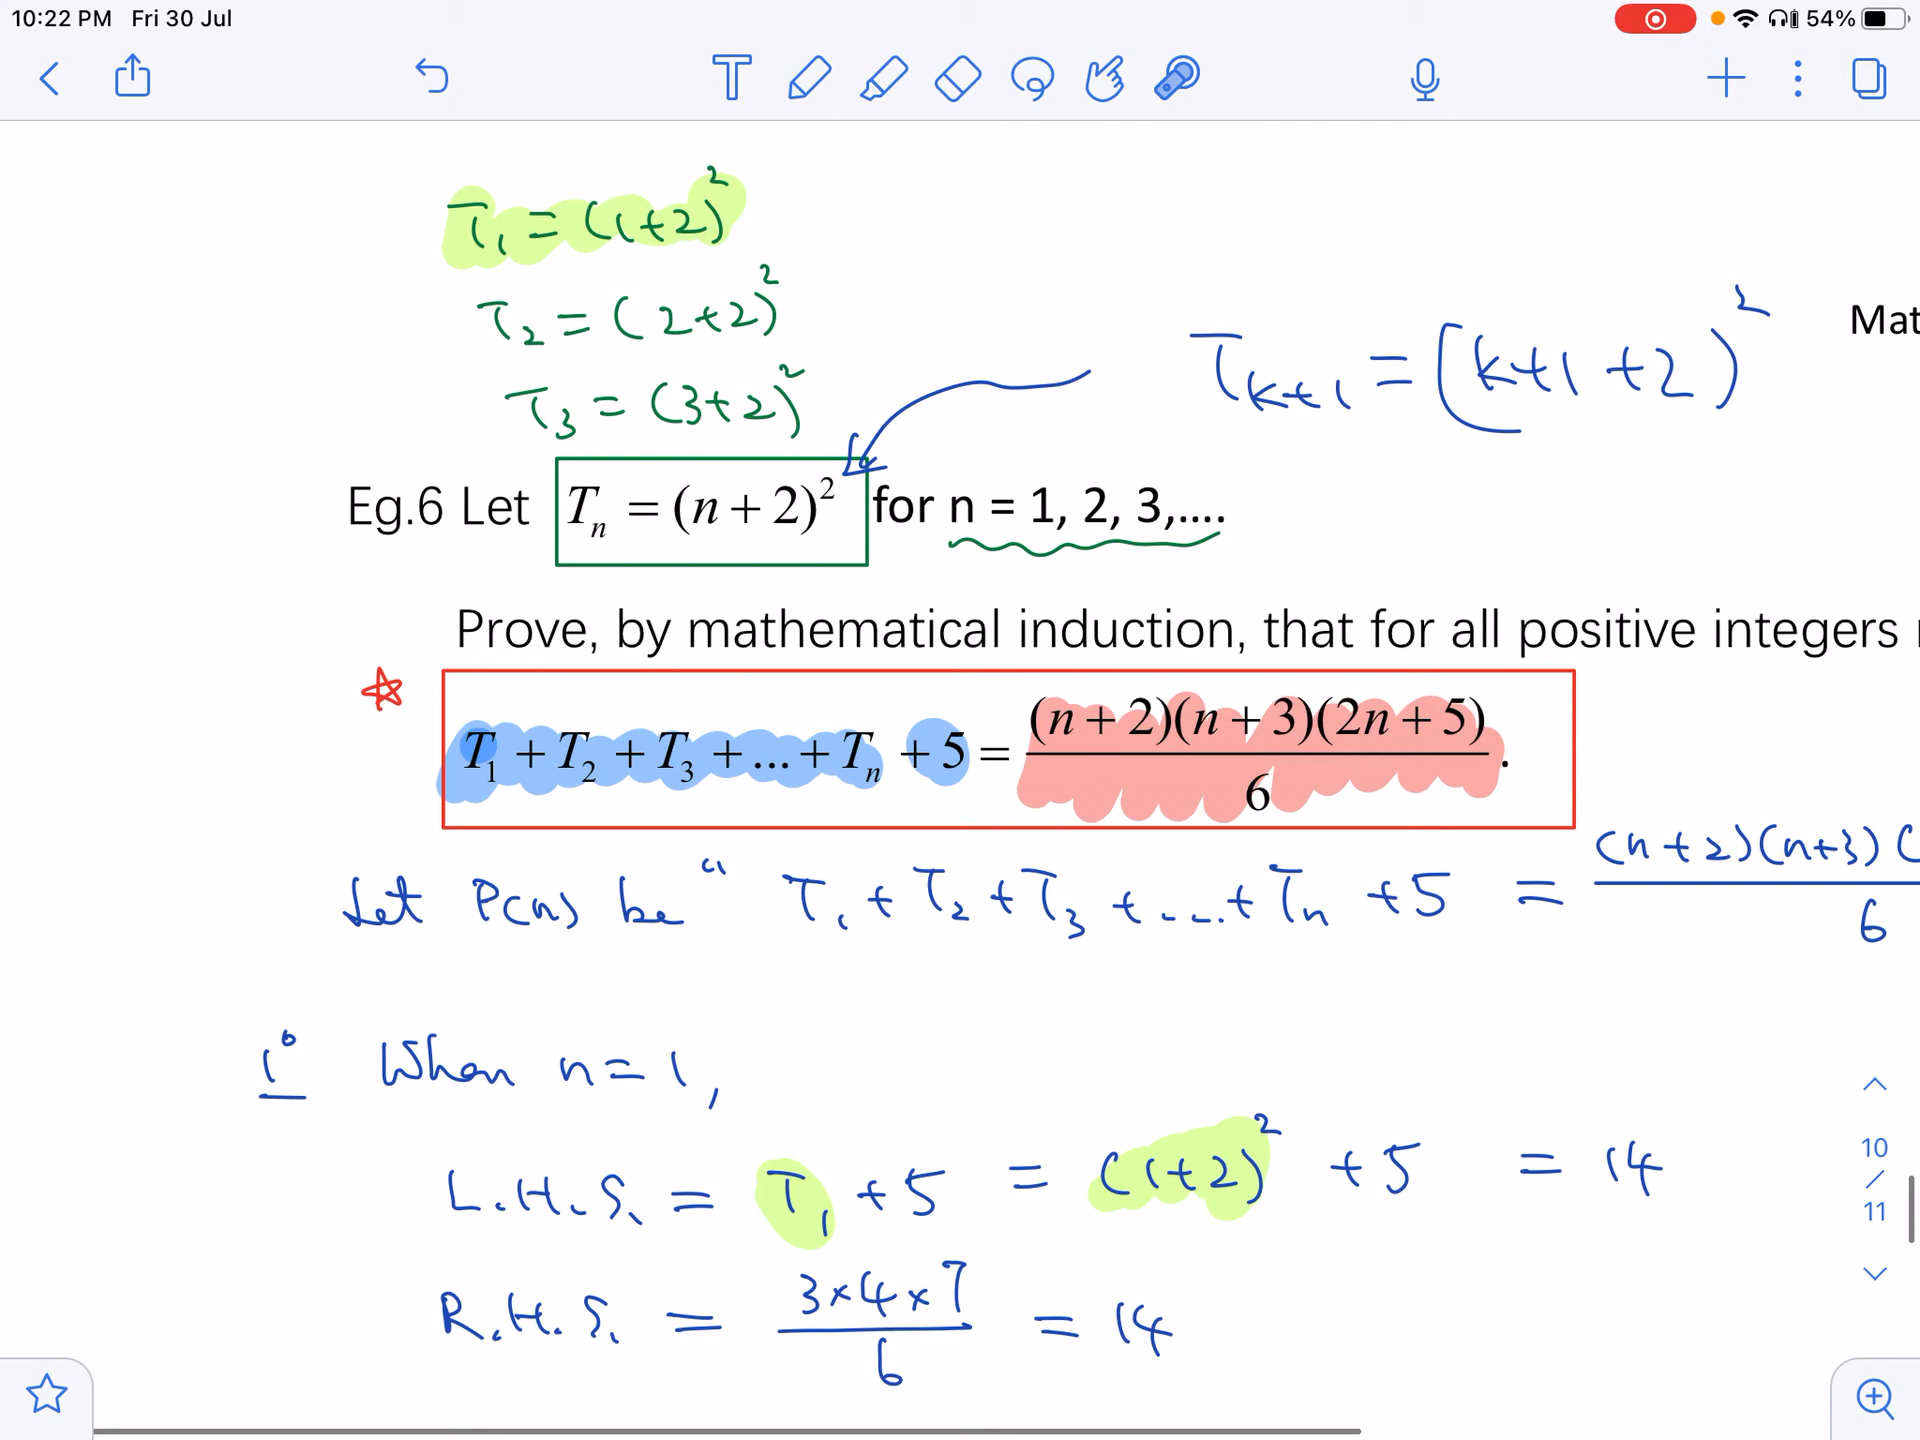 10:22 PM Fri 30 Jul 54%
T₁ = (1+2)²
T₂ = (2+2)²
T₃ = (3+2)²
T_{k+1} = [k+1+2)²
Mat
Eg.6 Let T_n = (n+2)² for n = 1, 2, 3,....
Prove, by mathematical induction, that for all positive integers
T₁ + T₂ + T₃ + ... + T_n + 5 = (n+2)(n+3)(2n+5)/6.
Let P(n) be “ T₁ + T₂ + T₃ + .... + T_n + 5 = (n+2)(n+3)(/6
1° When n = 1,
L.H.S. = T₁ + 5 = (1+2)² + 5 = 14
R.H.S. = 3×4×7/6 = 14
10
/
11